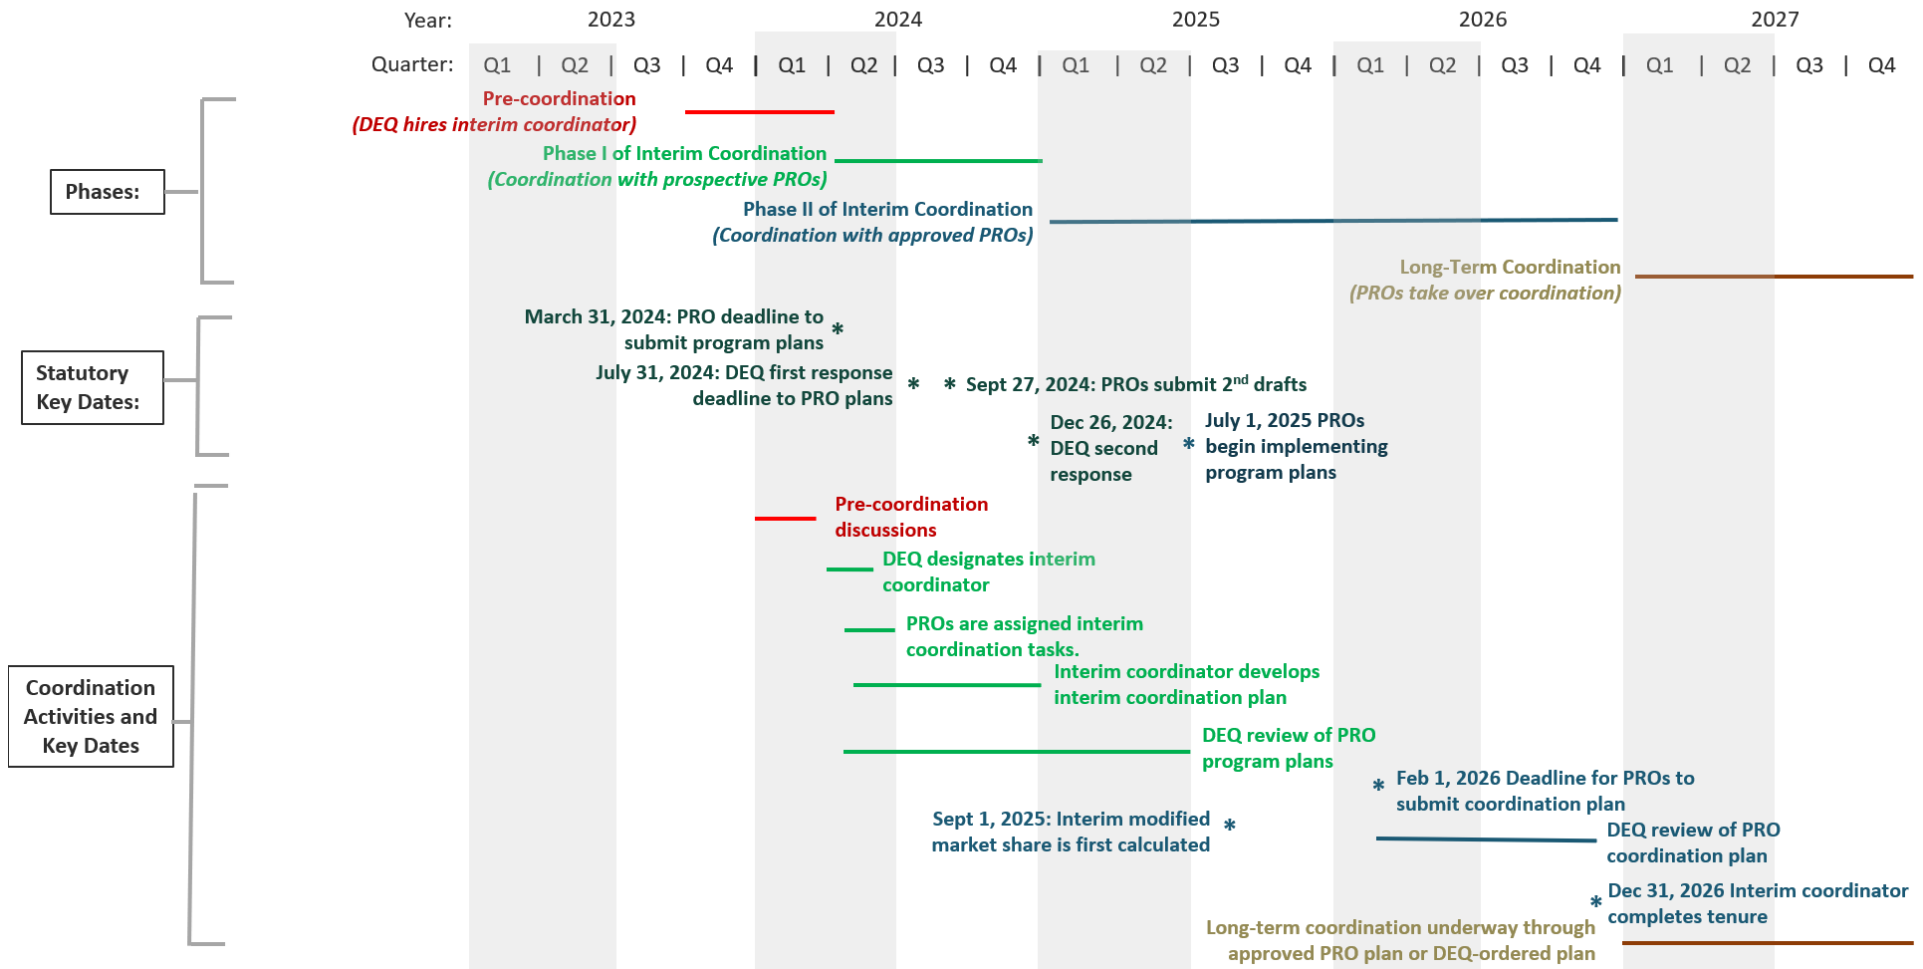 Year: 2023 2024 2025 2026 2027
Quarter: Q1 | Q2 | Q3 | Q4 | Q1 | Q2 | Q3 | Q4 | Q1 | Q2 | Q3 | Q4 | Q1 | Q2 | Q3 | Q4 | Q1 | Q2 | Q3 | Q4
Phases:
Pre-coordination
(DEQ hires interim coordinator)
Phase I of Interim Coordination
(Coordination with prospective PROs)
Phase II of Interim Coordination
(Coordination with approved PROs)
Long-Term Coordination
(PROs take over coordination)
Statutory
Key Dates:
March 31, 2024: PRO deadline to
submit program plans
*
July 31, 2024: DEQ first response
deadline to PRO plans
*
* Sept 27, 2024: PROs submit 2nd drafts
*
Dec 26, 2024:
DEQ second
response
*
July 1, 2025 PROs
begin implementing
program plans
Coordination
Activities and
Key Dates
Pre-coordination
discussions
DEQ designates interim
coordinator
PROs are assigned interim
coordination tasks.
Interim coordinator develops
interim coordination plan
DEQ review of PRO
program plans
*
Feb 1, 2026 Deadline for PROs to
submit coordination plan
Sept 1, 2025: Interim modified
market share is first calculated
*
DEQ review of PRO
coordination plan
*
Dec 31, 2026 Interim coordinator
completes tenure
Long-term coordination underway through
approved PRO plan or DEQ-ordered plan